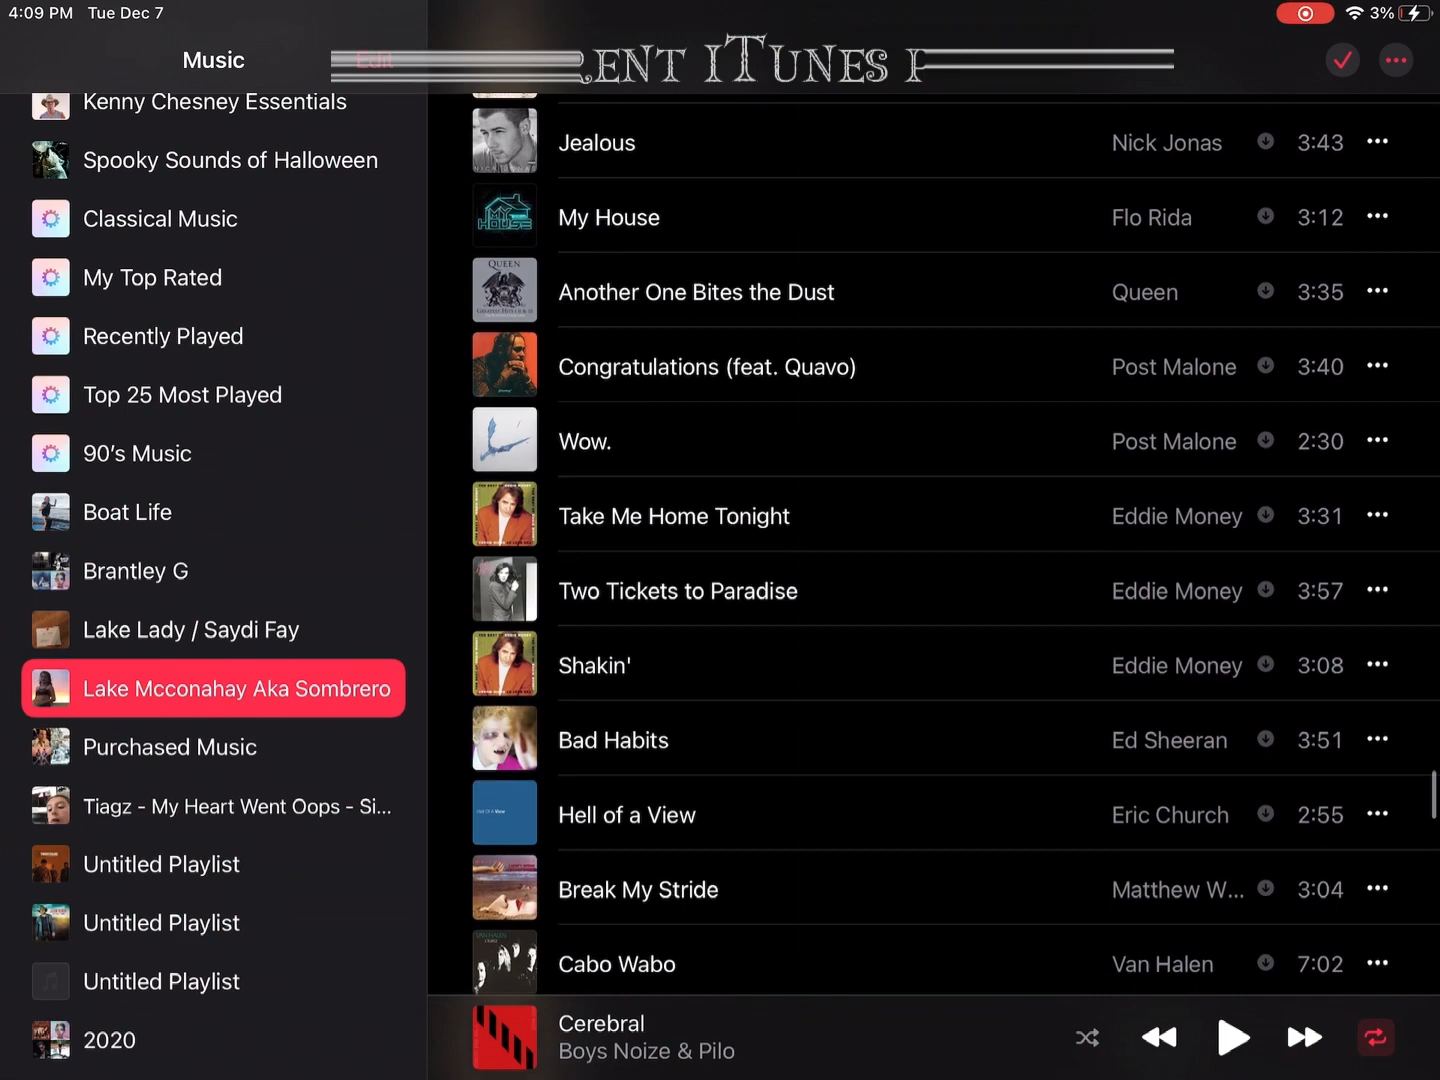 4:09 PM Tue Dec 7 3%
Music Edit ENT ITUNES
Kenny Chesney Essentials
Spooky Sounds of Halloween
Classical Music
My Top Rated
Recently Played
Top 25 Most Played
90's Music
Boat Life
Brantley G
Lake Lady / Saydi Fay
Lake Mcconahay Aka Sombrero
Purchased Music
Tiagz - My Heart Went Oops - Si...
Untitled Playlist
Untitled Playlist
Untitled Playlist
2020
Jealous Nick Jonas 3:43
MY HOUSE
My House Flo Rida 3:12
QUEEN
Another One Bites the Dust Queen 3:35
Congratulations (feat. Quavo) Post Malone 3:40
Wow. Post Malone 2:30
Take Me Home Tonight Eddie Money 3:31
Two Tickets to Paradise Eddie Money 3:57
Shakin' Eddie Money 3:08
Bad Habits Ed Sheeran 3:51
Hell of a View Eric Church 2:55
Break My Stride Matthew W... 3:04
VAN HALEN
Cabo Wabo Van Halen 7:02
Cerebral
Boys Noize & Pilo